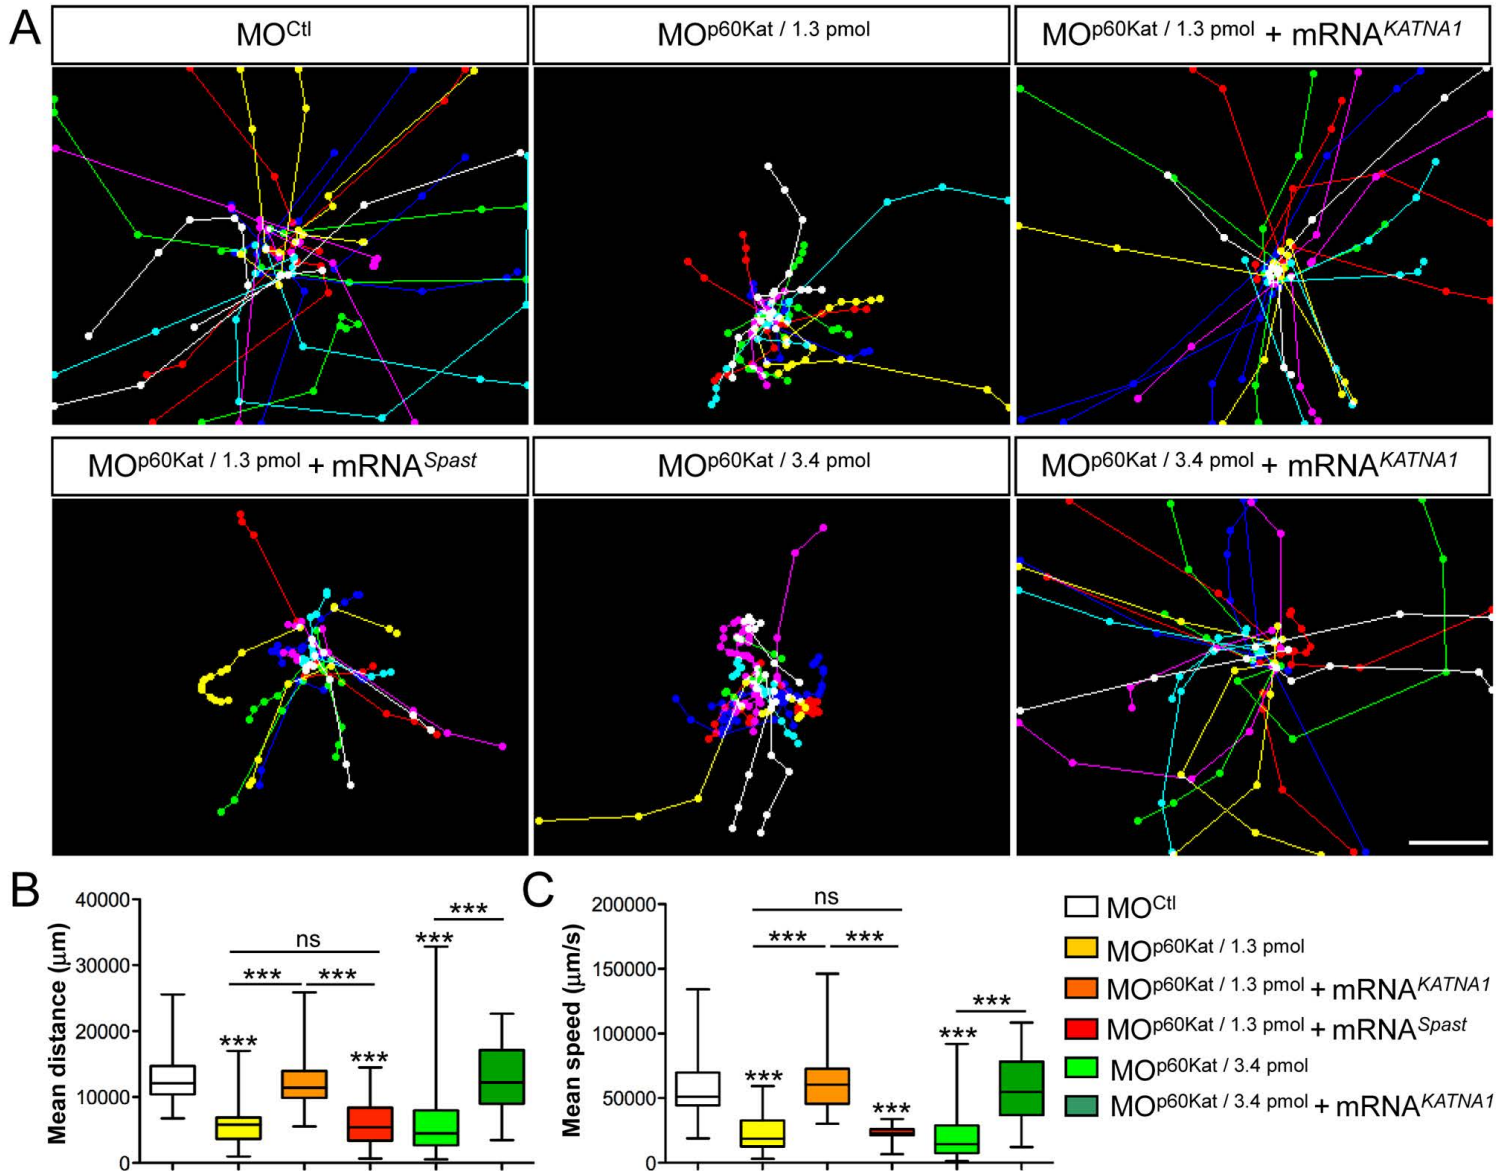 A
MOCtl
MOp60Kat / 1.3 pmol
MOp60Kat / 1.3 pmol + mRNAKATNA1
MOp60Kat / 1.3 pmol + mRNASpast
MOp60Kat / 3.4 pmol
MOp60Kat / 3.4 pmol + mRNAKATNA1
B
Mean distance (µm)
40000
30000
20000
10000
0
ns
***
***
***
***
***
***
C
Mean speed (µm/s)
200000
150000
100000
50000
0
ns
***
***
***
***
***
***
MOCtl
MOp60Kat / 1.3 pmol
MOp60Kat / 1.3 pmol + mRNAKATNA1
MOp60Kat / 1.3 pmol + mRNASpast
MOp60Kat / 3.4 pmol
MOp60Kat / 3.4 pmol + mRNAKATNA1